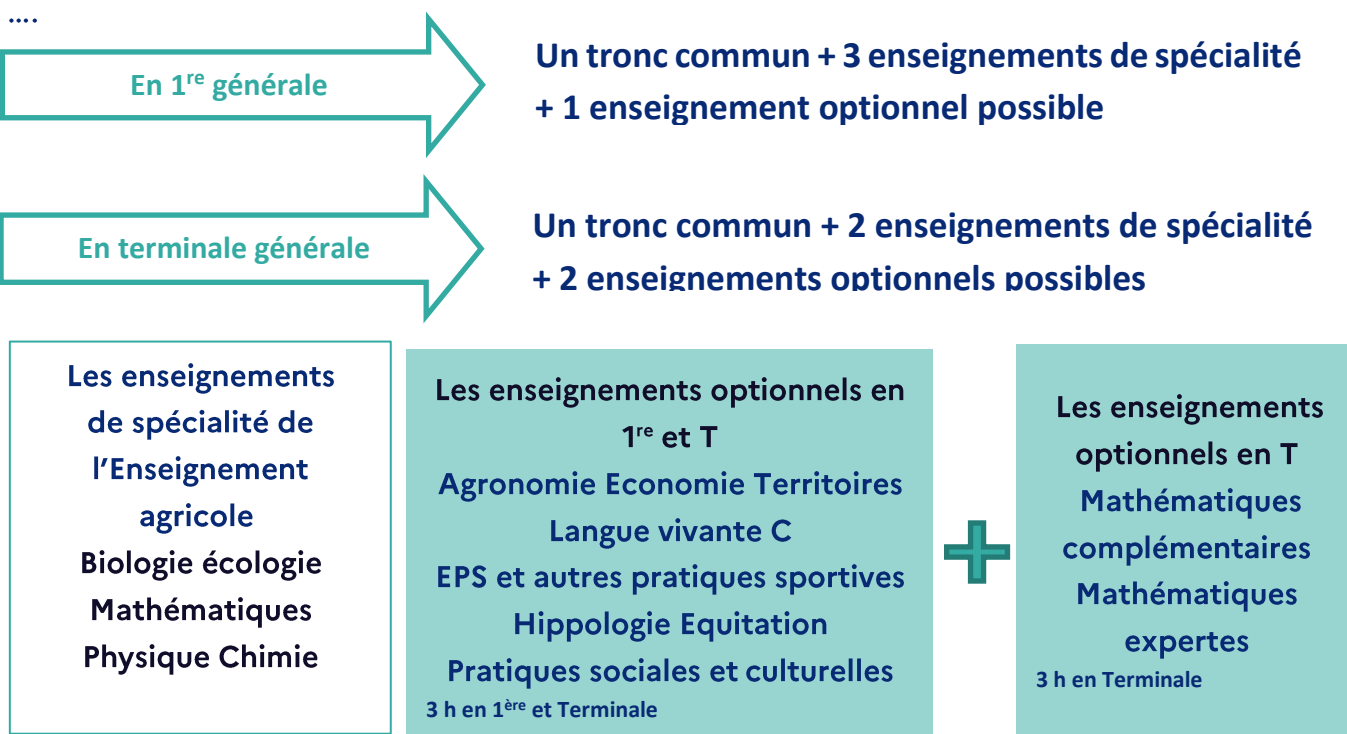 ....
En 1re générale
Un tronc commun + 3 enseignements de spécialité
+ 1 enseignement optionnel possible
En terminale générale
Un tronc commun + 2 enseignements de spécialité
+ 2 enseignements optionnels possibles
Les enseignements
de spécialité de
l'Enseignement
agricole
Biologie écologie
Mathématiques
Physique Chimie
Les enseignements optionnels en
1re et T
Agronomie Economie Territoires
Langue vivante C
EPS et autres pratiques sportives
Hippologie Equitation
Pratiques sociales et culturelles
3 h en 1ère et Terminale
Les enseignements
optionnels en T
Mathématiques
complémentaires
Mathématiques
expertes
3 h en Terminale